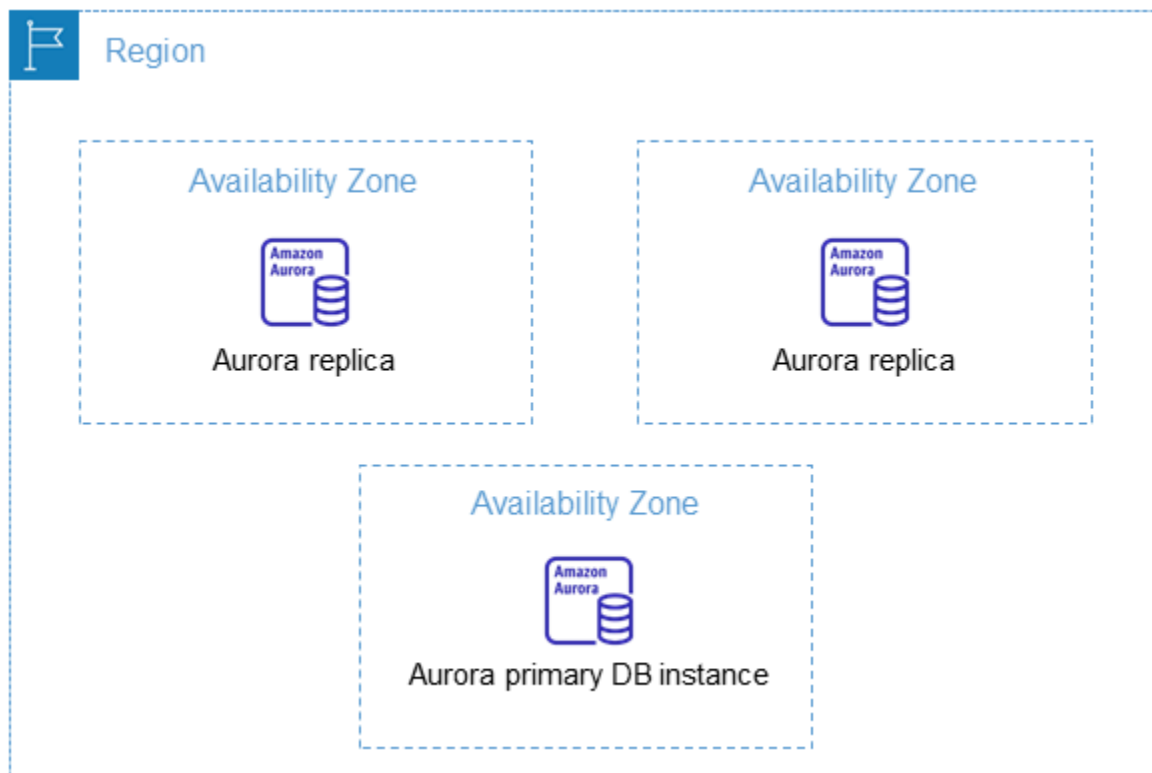 Region
Availability Zone
Amazon
Aurora
Aurora replica
Availability Zone
Amazon
Aurora
Aurora replica
Availability Zone
Amazon
Aurora
Aurora primary DB instance